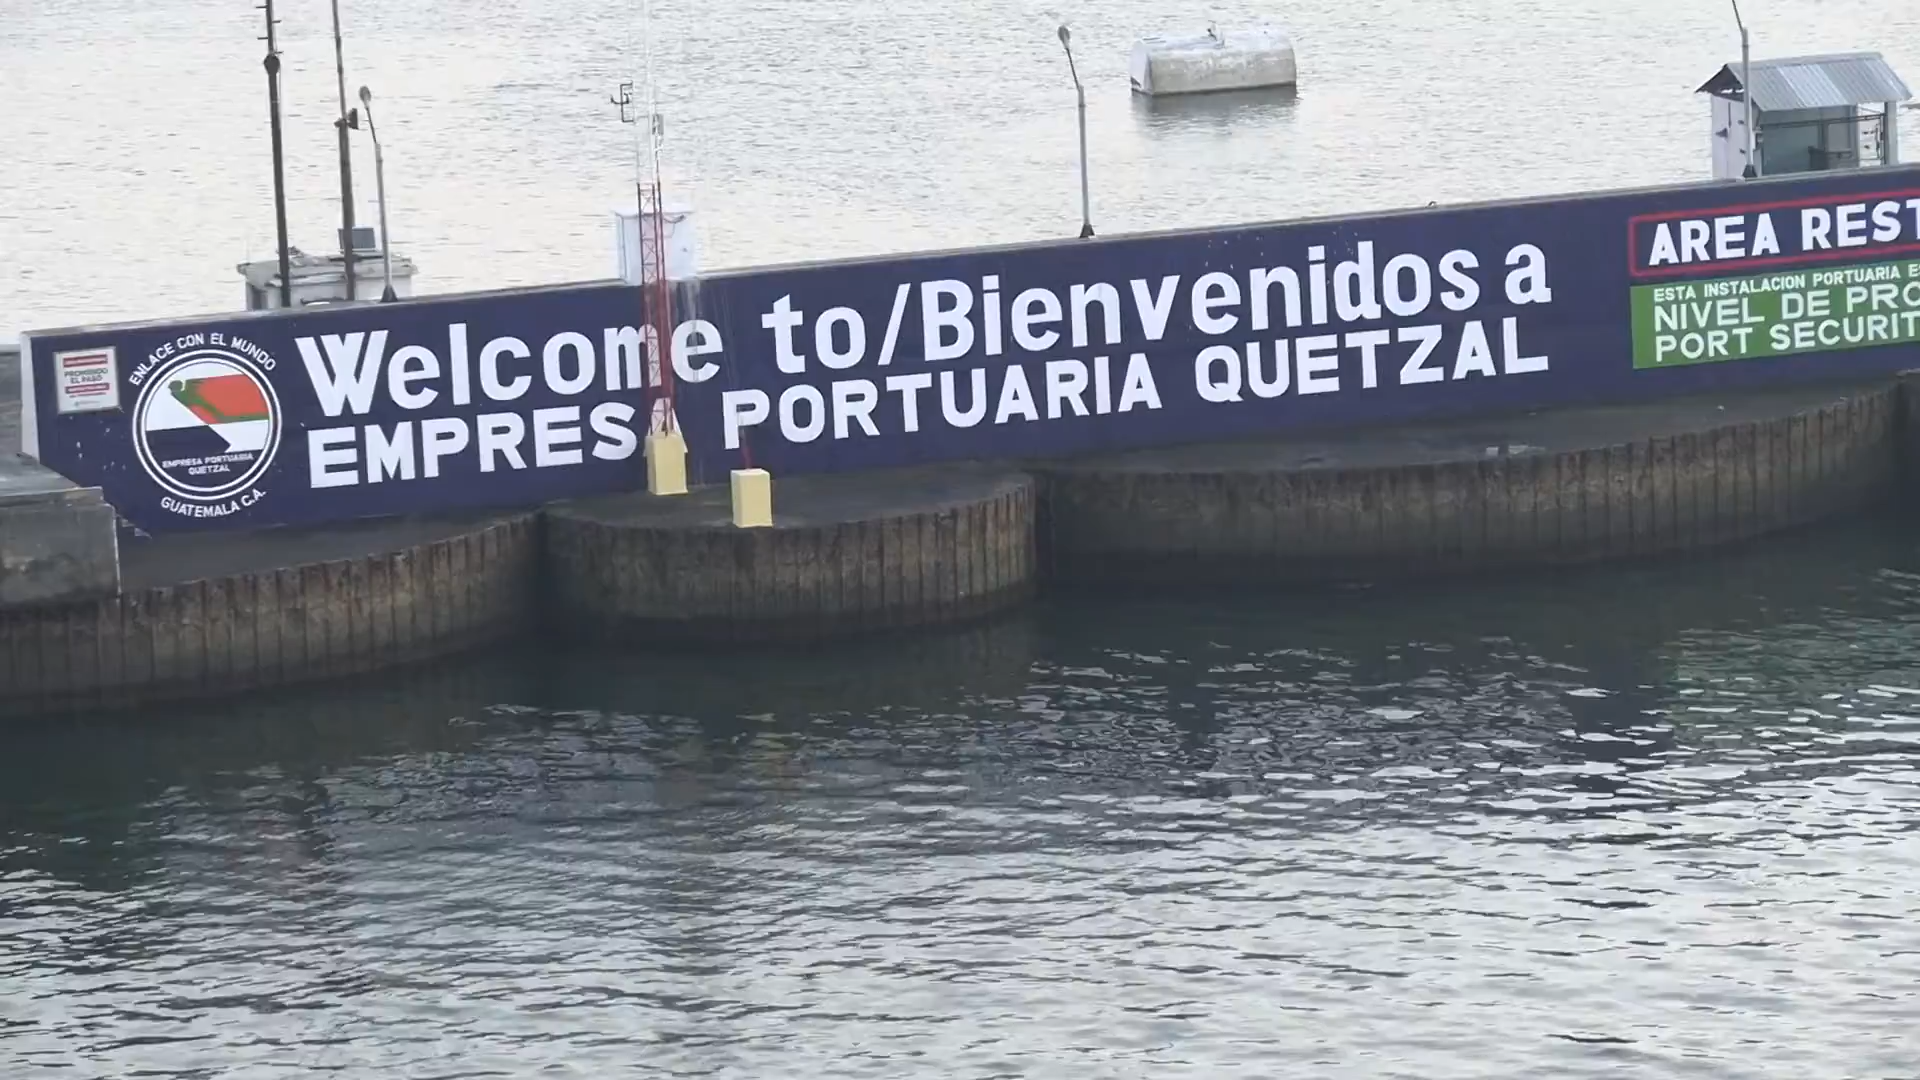 PROHIBIDO
EL PASO
ENLACE CON EL MUNDO
EMPRESA PORTUARIA
QUETZAL
GUATEMALA C.A.
Welcome to/Bienvenidos a
EMPRESA PORTUARIA QUETZAL
AREA REST
ESTA INSTALACION PORTUARIA ES
NIVEL DE PRO
PORT SECURIT